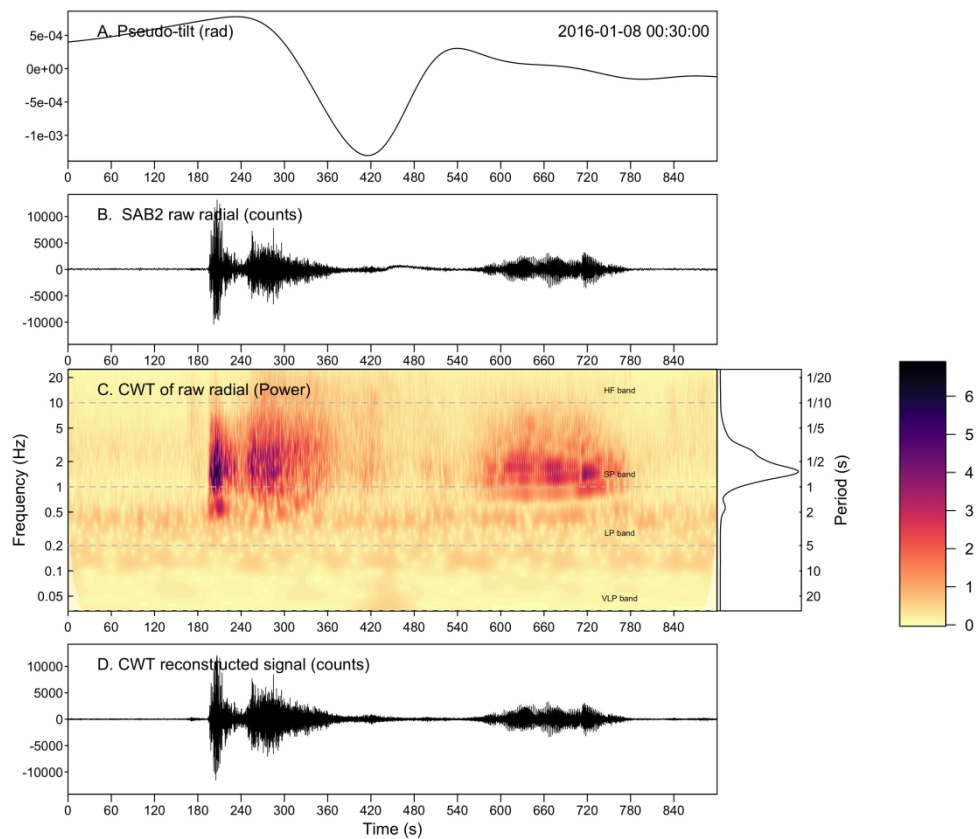 A. Pseudo-tilt (rad)
2016-01-08 00:30:00
5e-04
0e+00
-5e-04
-1e-03
0 60 120 180 240 300 360 420 480 540 600 660 720 780 840
B.  SAB2 raw radial (counts)
10000
5000
0
-5000
-10000
0 60 120 180 240 300 360 420 480 540 600 660 720 780 840
C. CWT of raw radial (Power)
Frequency (Hz)
20
10
5
2
1
0.5
0.2
0.1
0.05
HF band
SP band
LP band
VLP band
1/20
1/10
1/5
1/2
1
2
5
10
20
Period (s)
0 60 120 180 240 300 360 420 480 540 600 660 720 780 840
6
5
4
3
2
1
0
D. CWT reconstructed signal (counts)
10000
5000
0
-5000
-10000
0 60 120 180 240 300 360 420 480 540 600 660 720 780 840
Time (s)